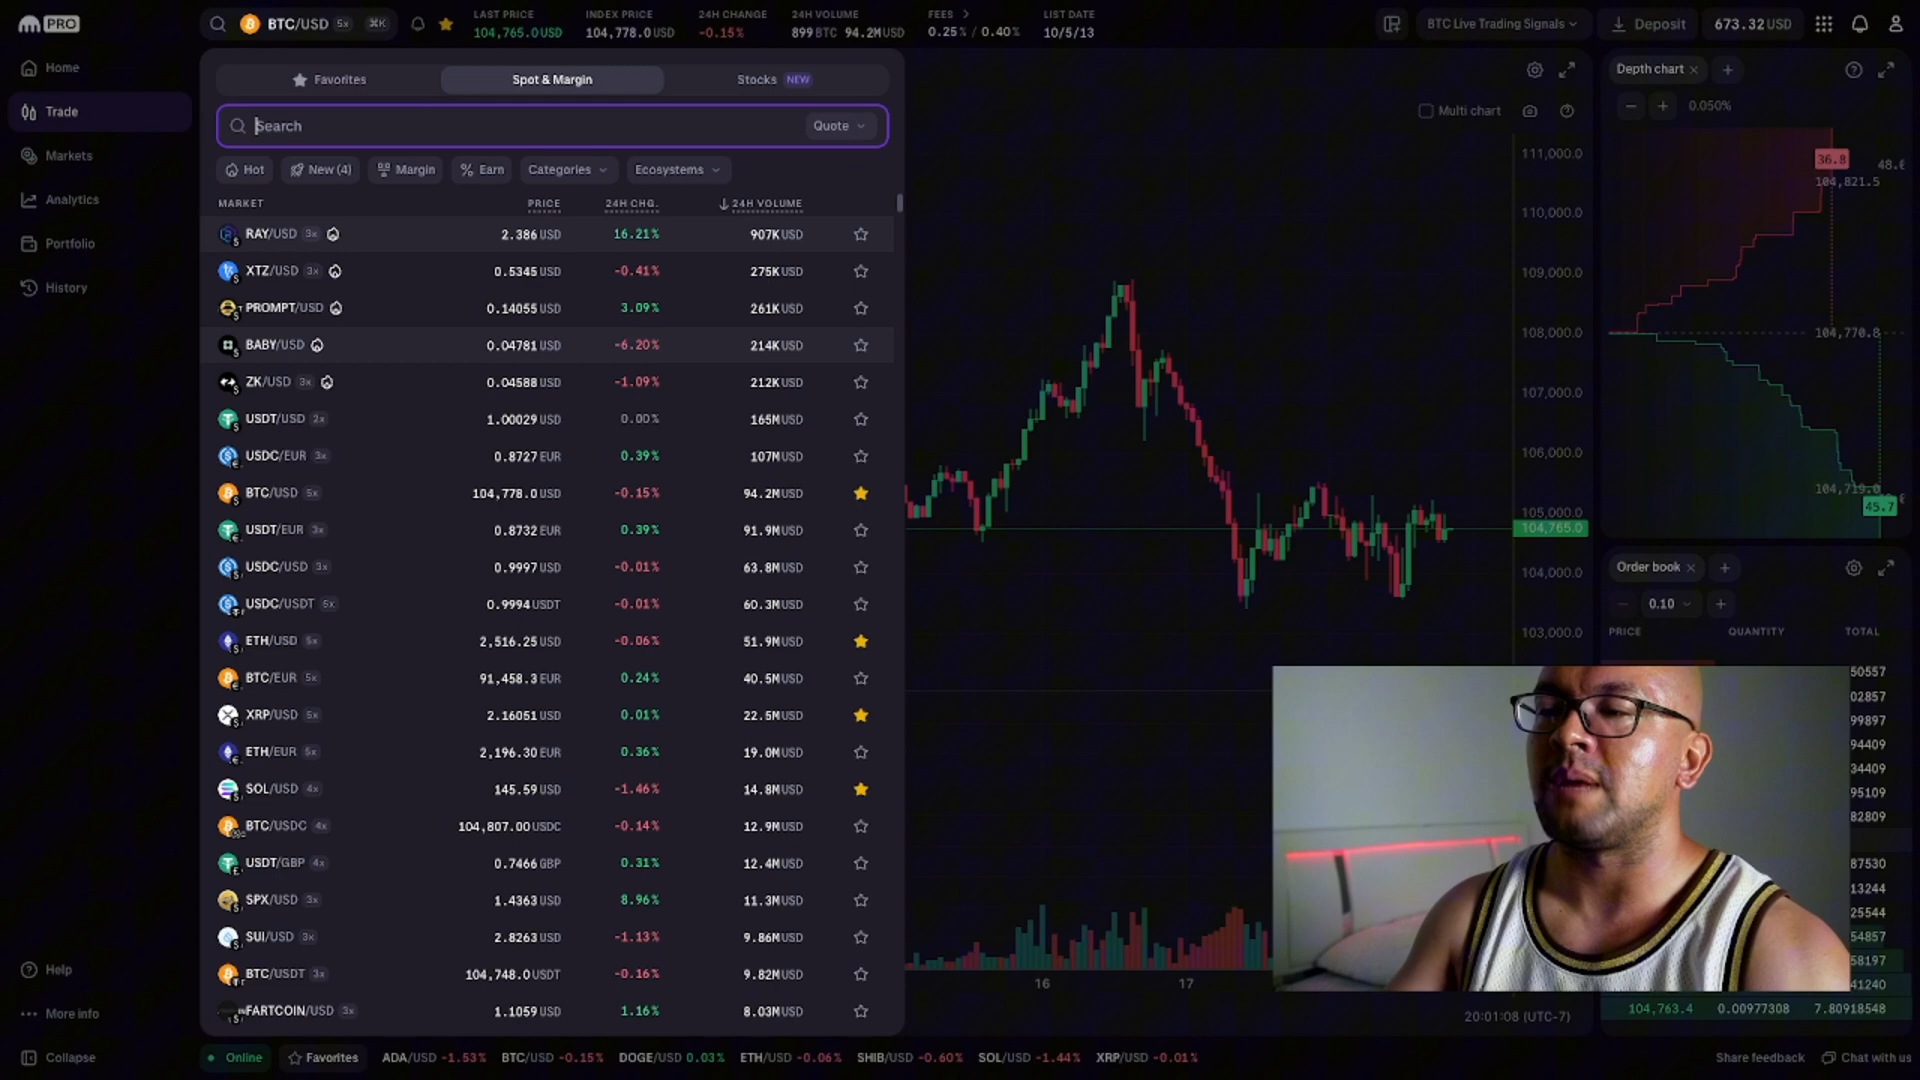 PRO
BTC/USD 5x ⌘K
LAST PRICE
104,765.0 USD
INDEX PRICE
104,778.0 USD
24H CHANGE
-0.15%
24H VOLUME
899 BTC 94.2M USD
FEES
0.25% / 0.40%
LIST DATE
10/5/13
BTC Live Trading Signals
Deposit
673.32 USD
Home
Trade
Markets
Analytics
Portfolio
History
Help
More info
Collapse
Favorites
Spot & Margin
Stocks NEW
Search
Quote
Hot
New (4)
Margin
Earn
Categories
Ecosystems
MARKET PRICE 24H CHG. 24H VOLUME
RAY/USD 3x 2.386 USD 16.21% 907K USD
XTZ/USD 3x 0.5345 USD -0.41% 275K USD
PROMPT/USD 0.14055 USD 3.09% 261K USD
BABY/USD 0.04781 USD -6.20% 214K USD
ZK/USD 3x 0.04588 USD -1.09% 212K USD
USDT/USD 2x 1.00029 USD 0.00% 165M USD
USDC/EUR 3x 0.8727 EUR 0.39% 107M USD
BTC/USD 5x 104,778.0 USD -0.15% 94.2M USD
USDT/EUR 3x 0.8732 EUR 0.39% 91.9M USD
USDC/USD 3x 0.9997 USD -0.01% 63.8M USD
USDC/USDT 5x 0.9994 USDT -0.01% 60.3M USD
ETH/USD 5x 2,516.25 USD -0.06% 51.9M USD
BTC/EUR 5x 91,458.3 EUR 0.24% 40.5M USD
XRP/USD 5x 2.16051 USD 0.01% 22.5M USD
ETH/EUR 5x 2,196.30 EUR 0.36% 19.0M USD
SOL/USD 4x 145.59 USD -1.46% 14.8M USD
BTC/USDC 4x 104,807.00 USDC -0.14% 12.9M USD
USDT/GBP 4x 0.7466 GBP 0.31% 12.4M USD
SPX/USD 3x 1.4363 USD 8.96% 11.3M USD
SUI/USD 3x 2.8263 USD -1.13% 9.86M USD
BTC/USDT 3x 104,748.0 USDT -0.16% 9.82M USD
FARTCOIN/USD 3x 1.1059 USD 1.16% 8.03M USD
Multi chart
111,000.0
110,000.0
109,000.0
108,000.0
107,000.0
106,000.0
105,000.0
104,765.0
104,000.0
103,000.0
16 17
20:01:08 (UTC-7)
Depth chart
0.050%
36.8
104,821.5
104,770.8
104,719.0
45.7
Order book
0.10
PRICE QUANTITY TOTAL
50557
02857
99897
94409
34409
95109
82809
87530
13244
25544
54857
58197
41240
104,763.4 0.00977308 7.80918548
Online
Favorites
ADA/USD -1.53%
BTC/USD -0.15%
DOGE/USD 0.03%
ETH/USD -0.06%
SHIB/USD -0.60%
SOL/USD -1.44%
XRP/USD -0.01%
Share feedback
Chat with us